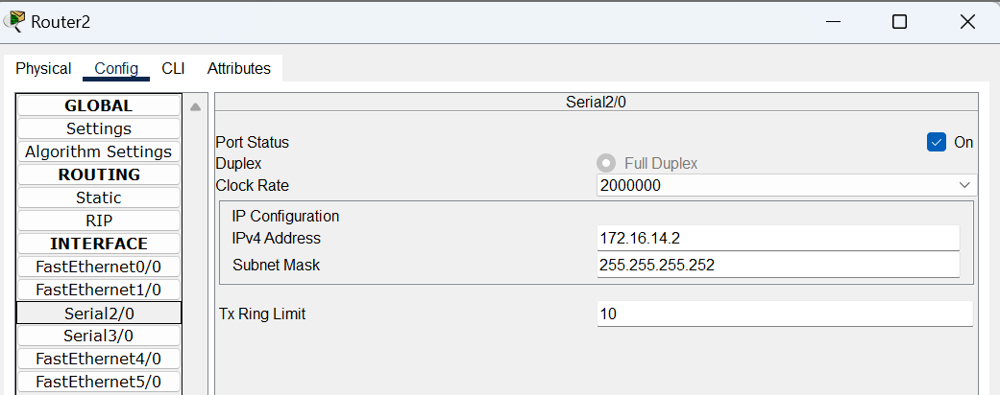 Router2
Physical Config CLI Attributes
GLOBAL
Settings
Algorithm Settings
ROUTING
Static
RIP
INTERFACE
FastEthernet0/0
FastEthernet1/0
Serial2/0
Serial3/0
FastEthernet4/0
FastEthernet5/0
Serial2/0
Port Status On
Duplex Full Duplex
Clock Rate 2000000
IP Configuration
IPv4 Address 172.16.14.2
Subnet Mask 255.255.255.252
Tx Ring Limit 10